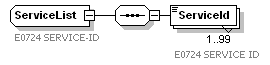 ServiceList
ServiceId
E0724 SERVICE-ID
1..99
E0724 SERVICE ID